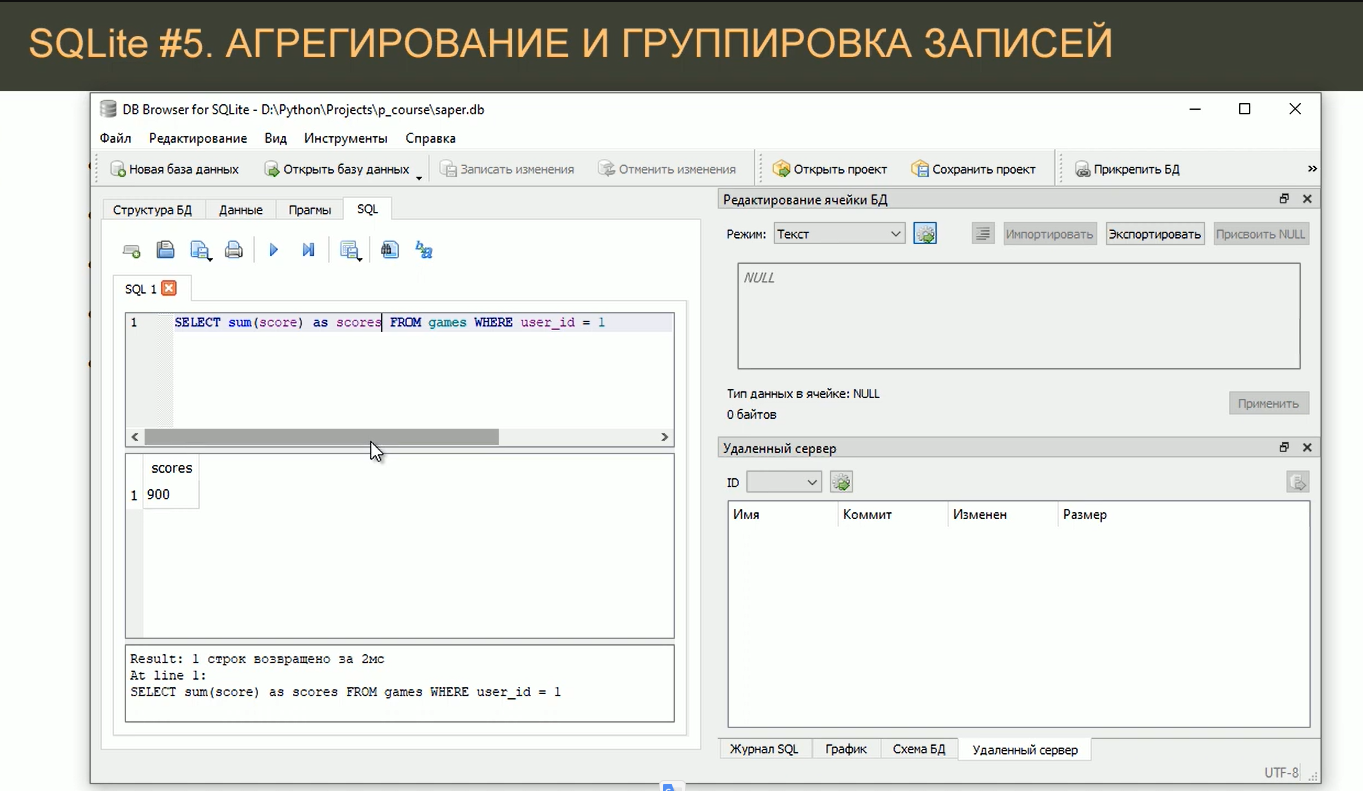 SQLite #5. АГРЕГИРОВАНИЕ И ГРУППИРОВКА ЗАПИСЕЙ
DB Browser for SQLite - D:\Python\Projects\p_course\saper.db
Файл Редактирование Вид Инструменты Справка
Новая база данных Открыть базу данных Записать изменения Отменить изменения Открыть проект Сохранить проект Прикрепить БД »
Структура БД Данные Прагмы SQL
SQL 1
1 SELECT sum(score) as scores FROM games WHERE user_id = 1
scores
1 900
Result: 1 строк возвращено за 2мс
At line 1:
SELECT sum(score) as scores FROM games WHERE user_id = 1
Редактирование ячейки БД
Режим: Текст Импортировать Экспортировать Присвоить NULL
NULL
Тип данных в ячейке: NULL
0 байтов
Применить
Удаленный сервер
ID
Имя Коммит Изменен Размер
Журнал SQL График Схема БД Удаленный сервер
UTF-8